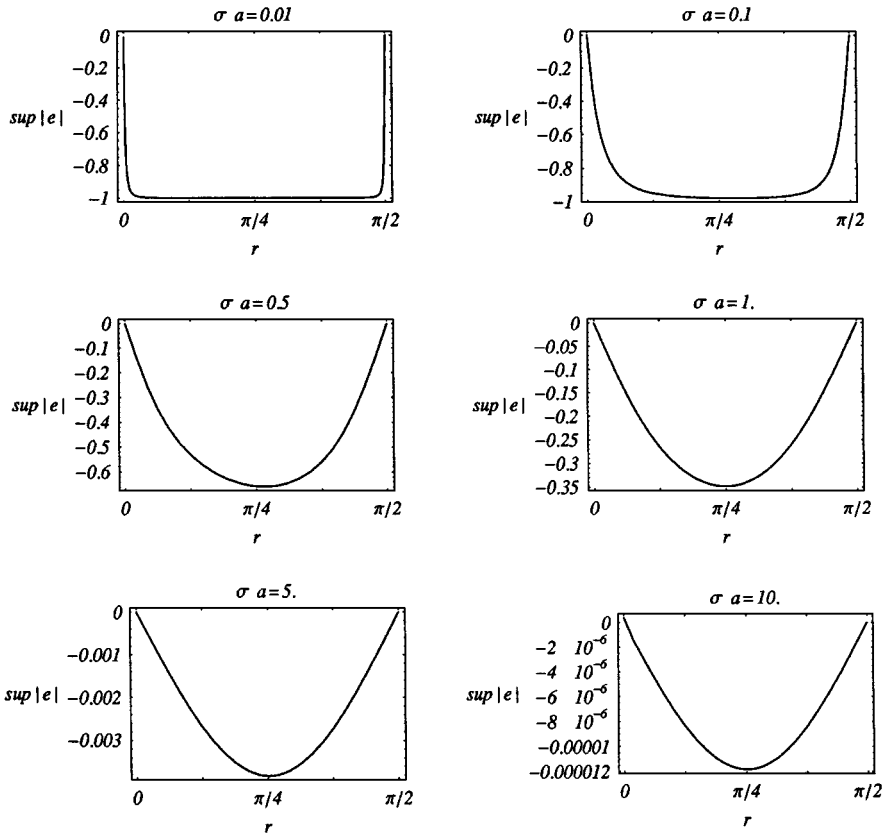 σ a=0.01
0
−0.2
−0.4
sup|e|
−0.6
−0.8
−1
0 π/4 π/2
r
σ a=0.1
0
−0.2
−0.4
sup|e|
−0.6
−0.8
−1
0 π/4 π/2
r
σ a=0.5
0
−0.1
−0.2
−0.3
sup|e|
−0.4
−0.5
−0.6
0 π/4 π/2
r
σ a=1.
0
−0.05
−0.1
−0.15
sup|e|
−0.2
−0.25
−0.3
−0.35
0 π/4 π/2
r
σ a=5.
0
−0.001
−0.002
sup|e|
−0.003
0 π/4 π/2
r
σ a=10.
0
−2 10⁻⁶
−4 10⁻⁶
−6 10⁻⁶
sup|e|
−8 10⁻⁶
−0.00001
−0.000012
0 π/4 π/2
r